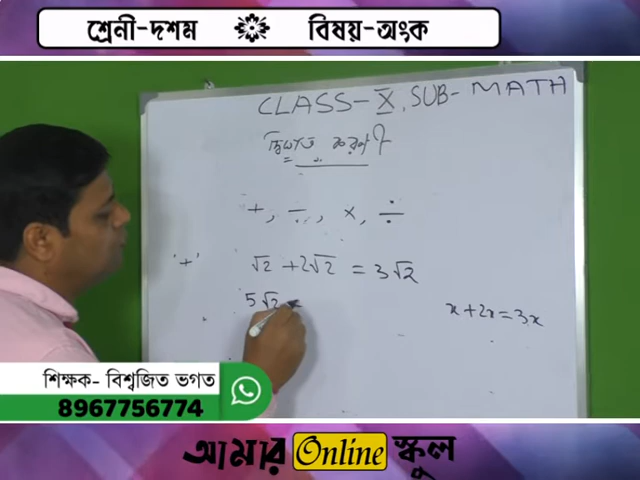 শ্রেনী-দশম বিষয়-অংক
CLASS-X, SUB- MATH
দ্বিঘাত করণী
+, -, ×, ÷
'+' √2 + 2√2 = 3√2
5√2
x + 2x = 3x
শিক্ষক- বিশ্বজিত ভগত
8967756774
আমার Online স্কুল